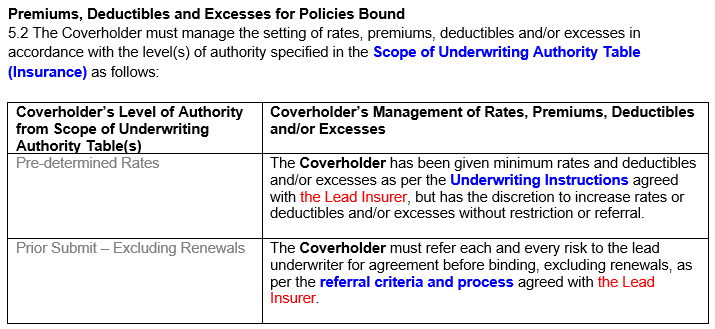 Premiums, Deductibles and Excesses for Policies Bound
5.2 The Coverholder must manage the setting of rates, premiums, deductibles and/or excesses in
accordance with the level(s) of authority specified in the Scope of Underwriting Authority Table
(Insurance) as follows:
Coverholder's Level of Authority
from Scope of Underwriting
Authority Table(s)
Coverholder's Management of Rates, Premiums, Deductibles
and/or Excesses
Pre-determined Rates
The Coverholder has been given minimum rates and deductibles
and/or excesses as per the Underwriting Instructions agreed
with the Lead Insurer, but has the discretion to increase rates or
deductibles and/or excesses without restriction or referral.
Prior Submit – Excluding Renewals
The Coverholder must refer each and every risk to the lead
underwriter for agreement before binding, excluding renewals, as
per the referral criteria and process agreed with the Lead
Insurer.